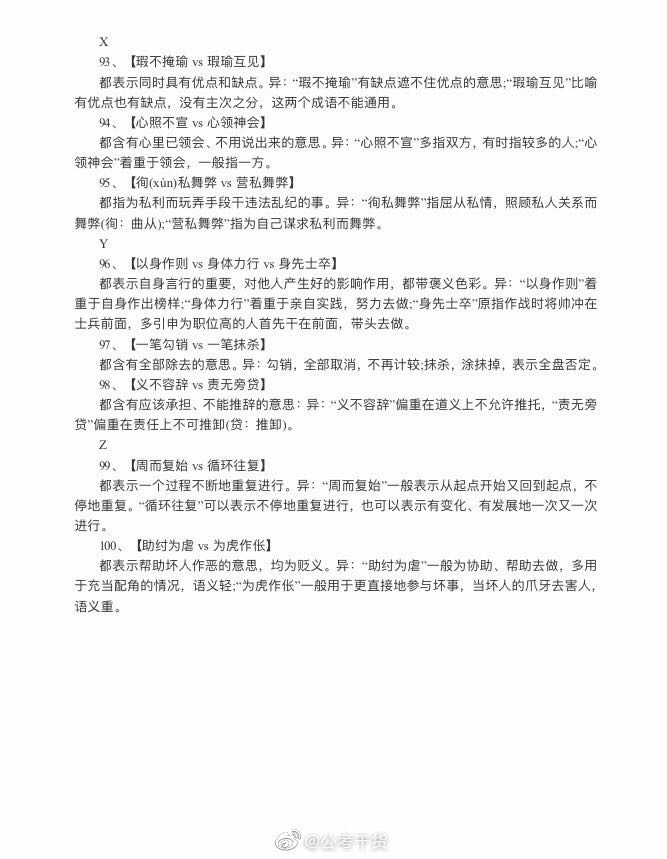 X
93、【瑕不掩瑜 vs 瑕瑜互见】
都表示同时具有优点和缺点。异：“瑕不掩瑜”有缺点遮不住优点的意思;“瑕瑜互见”比喻
有优点也有缺点，没有主次之分，这两个成语不能通用。
94、【心照不宣 vs 心领神会】
都含有心里已领会、不用说出来的意思。异：“心照不宣”多指双方，有时指较多的人;“心
领神会”着重于领会，一般指一方。
95、【徇(xùn)私舞弊 vs 营私舞弊】
都指为私利而玩弄手段干违法乱纪的事。异：“徇私舞弊”指屈从私情，照顾私人关系而
舞弊(徇：曲从);“营私舞弊”指为自己谋求私利而舞弊。
Y
96、【以身作则 vs 身体力行 vs 身先士卒】
都表示自身言行的重要，对他人产生好的影响作用，都带褒义色彩。异：“以身作则”着
重于自身作出榜样;“身体力行”着重于亲自实践，努力去做;“身先士卒”原指作战时将帅冲在
士兵前面，多引申为职位高的人首先干在前面，带头去做。
97、【一笔勾销 vs 一笔抹杀】
都含有全部除去的意思。异：勾销，全部取消，不再计较;抹杀，涂抹掉，表示全盘否定。
98、【义不容辞 vs 责无旁贷】
都含有应该承担、不能推辞的意思：异：“义不容辞”偏重在道义上不允许推托，“责无旁
贷”偏重在责任上不可推卸(贷：推卸)。
Z
99、【周而复始 vs 循环往复】
都表示一个过程不断地重复进行。异：“周而复始”一般表示从起点开始又回到起点，不
停地重复。“循环往复”可以表示不停地重复进行，也可以表示有变化、有发展地一次又一次
进行。
100、【助纣为虐 vs 为虎作伥】
都表示帮助坏人作恶的意思，均为贬义。异：“助纣为虐”一般为协助、帮助去做，多用
于充当配角的情况，语义轻;“为虎作伥”一般用于更直接地参与坏事，当坏人的爪牙去害人，
语义重。
@公考干货